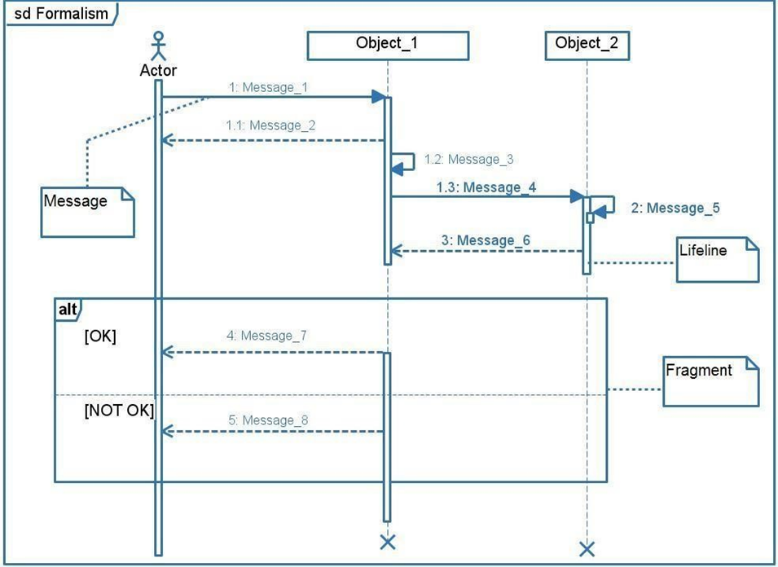 sd Formalism
Actor
Object_1
Object_2
1: Message_1
1.1: Message_2
1.2: Message_3
1.3: Message_4
Message
2: Message_5
3: Message_6
Lifeline
alt
[OK]
4: Message_7
Fragment
[NOT OK]
5: Message_8